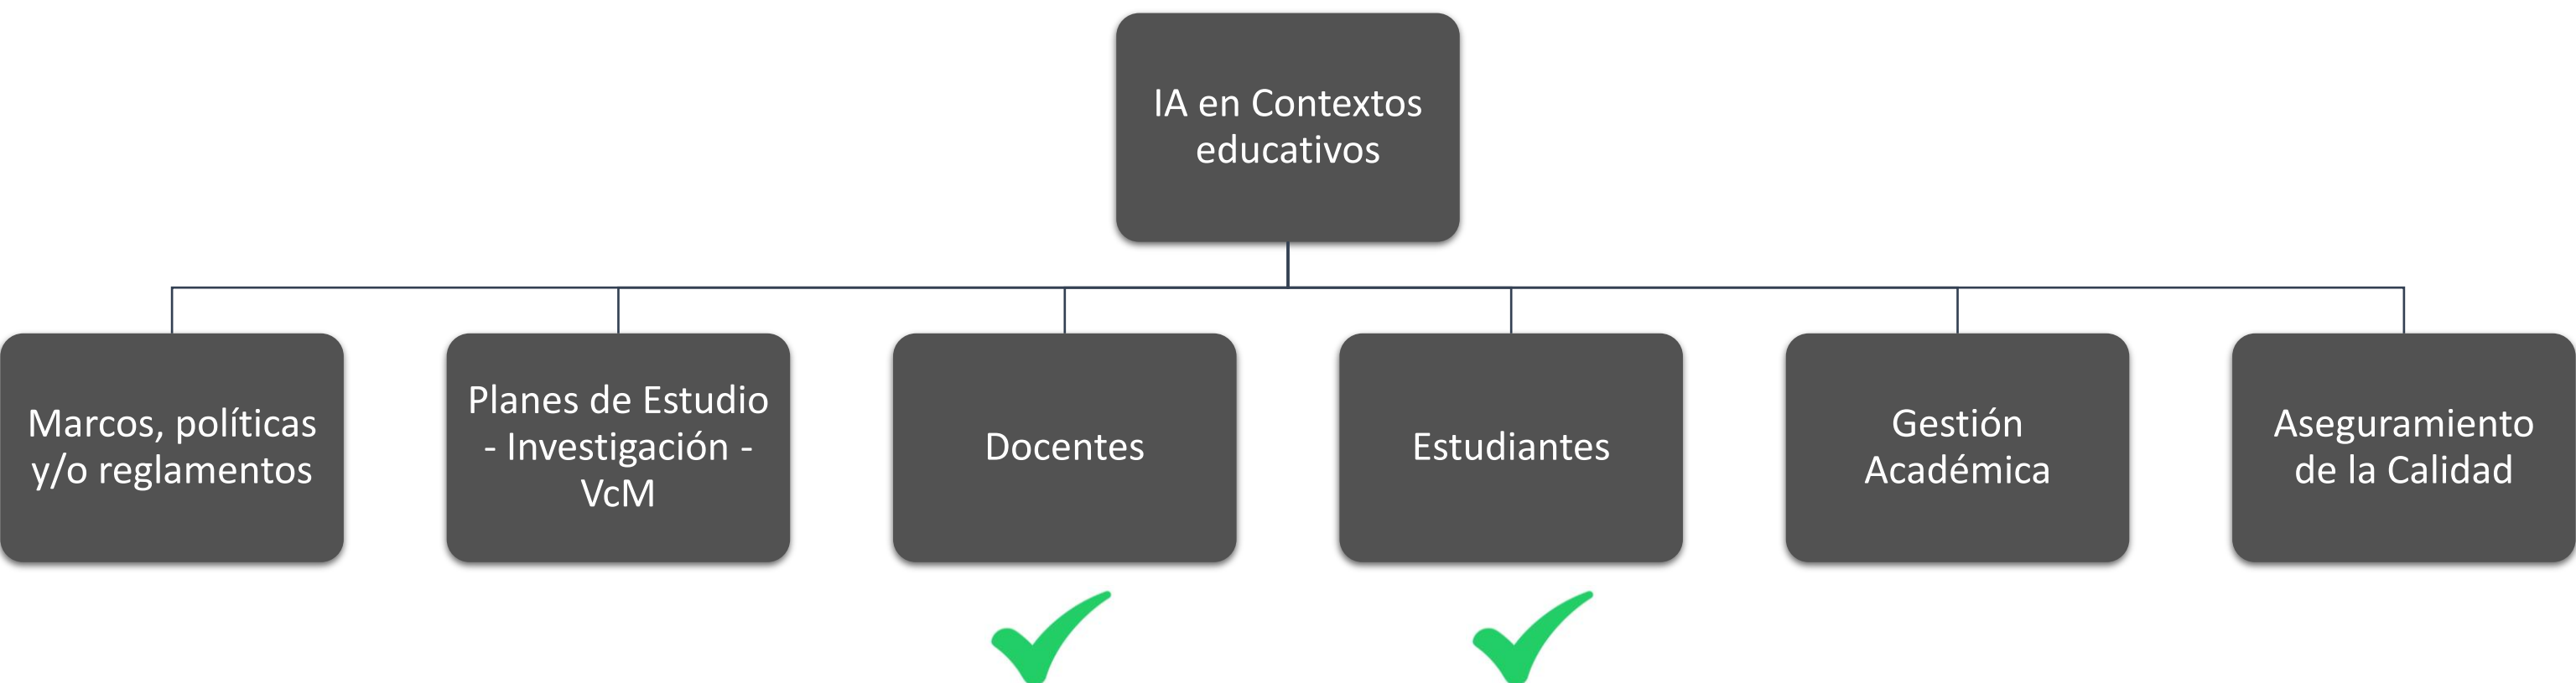 IA en Contextos
educativos
Marcos, políticas
y/o reglamentos
Planes de Estudio
- Investigación -
VcM
Docentes
Estudiantes
Gestión
Académica
Aseguramiento
de la Calidad